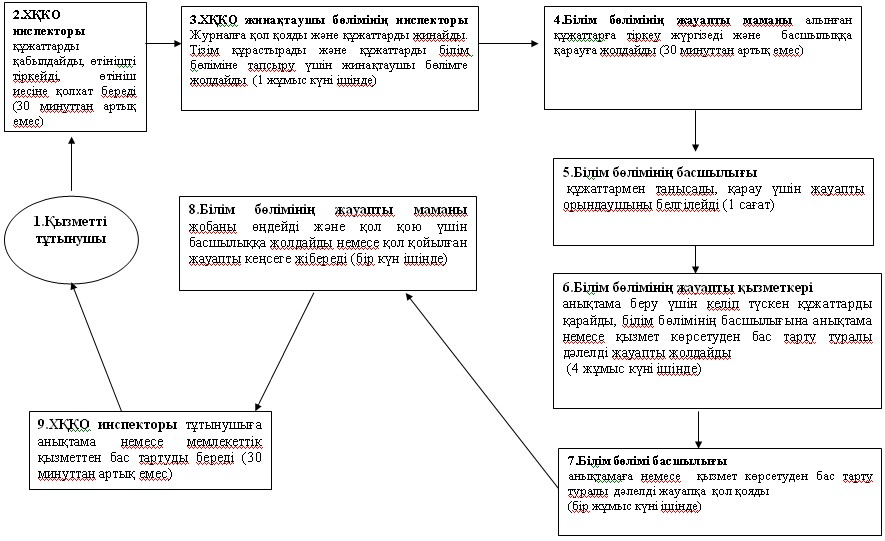 2.ХҚКО
инспекторы
құжаттарды
қабылдайды, өтінішті
тіркейді, өтініш
иесіне қолхат береді
(30 минуттан артық
емес)
3.ХҚКО жинақтаушы бөлімінің инспекторы
Журналға қол қояды және құжаттарды жинайды.
Тізім құрастырады және құжаттарды білім
бөліміне тапсыру үшін жинақтаушы бөлімге
жолдайды (1 жұмыс күні ішінде)
4.Білім бөлімінің жауапты маманы алынған
құжаттарға тіркеу жүргізеді және басшылыққа
қарауға жолдайды (30 минуттан артық емес)
5.Білім бөлімінің басшылығы
құжаттармен танысады, қарау үшін жауапты
орындаушыны белгілейді (1 сағат)
6.Білім бөлімінің жауапты қызметкері
анықтама беру үшін келіп түскен құжаттарды
қарайды, білім бөлімінің басшылығына анықтама
немесе қызмет көрсетуден бас тарту туралы
дәлелді жауапты жолдайды
(4 жұмыс күні ішінде)
7.Білім бөлімі басшылығы
анықтамаға немесе қызмет көрсетуден бас тарту
туралы дәлелді жауапқа қол қояды
(бір жұмыс күні ішінде)
8.Білім бөлімінің жауапты маманы
жобаны өңдейді және қол қою үшін
басшылыққа жолдайды немесе қол қойылған
жауапты кеңсеге жібереді (бір күн ішінде)
9.ХҚКО инспекторы тұтынушыға
анықтама немесе мемлекеттік
қызметтен бас тартуды береді (30
минуттан артық емес)
1.Қызметті
тұтынушы